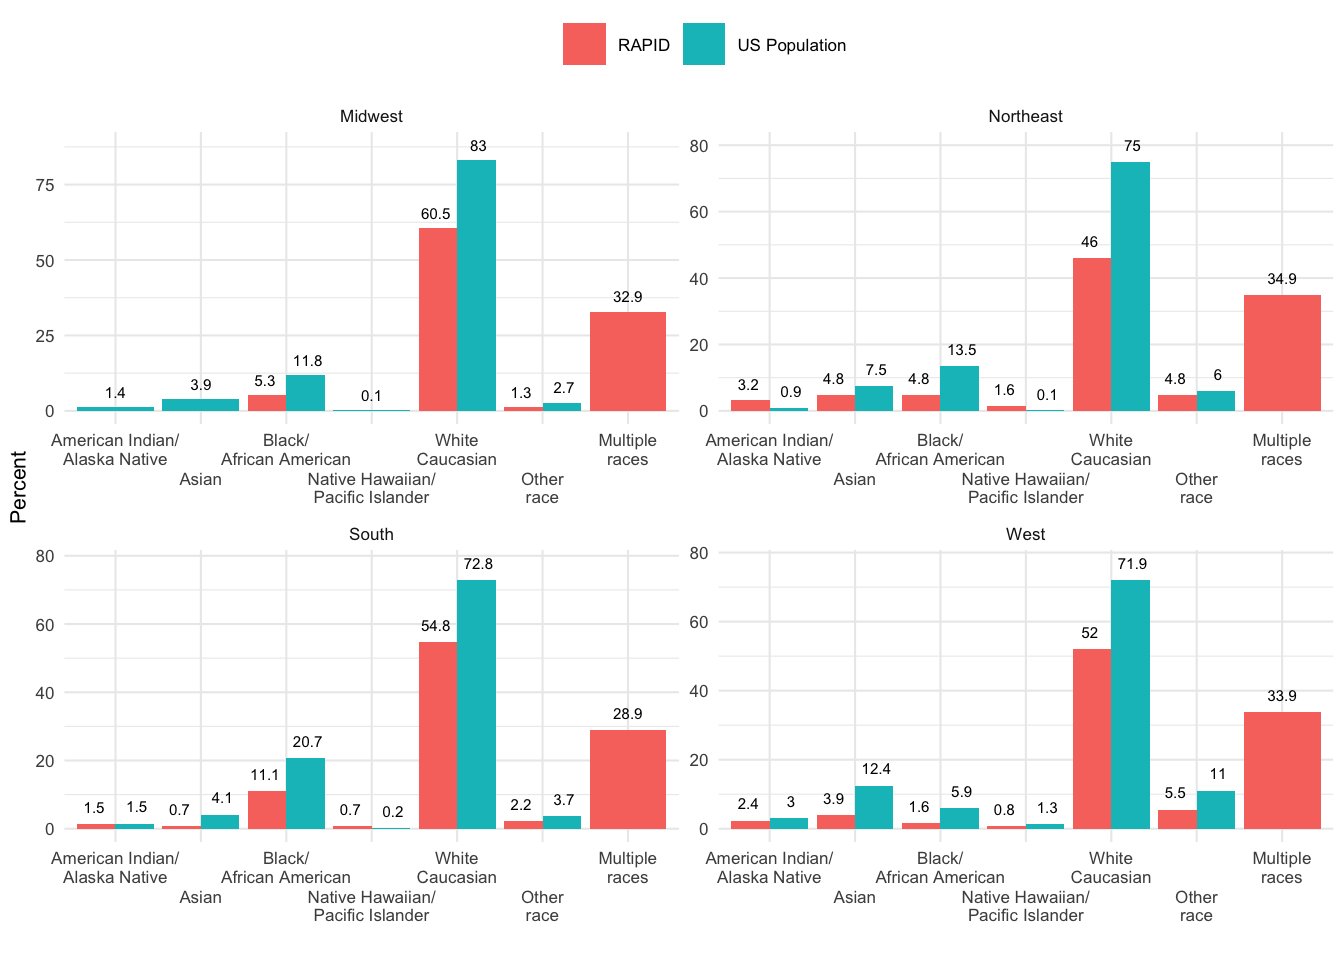 RAPID US Population
Midwest
Northeast
75
50
25
0
1.4 3.9 5.3 11.8 0.1 60.5 83 1.3 2.7 32.9
80
60
40
20
0
3.2 0.9 4.8 7.5 4.8 13.5 1.6 0.1 46 75 4.8 6 34.9
American Indian/ Black/ White Multiple
Alaska Native African American Caucasian races
Asian Native Hawaiian/ Other
Pacific Islander race
American Indian/ Black/ White Multiple
Alaska Native African American Caucasian races
Asian Native Hawaiian/ Other
Pacific Islander race
Percent
South
West
80
60
40
20
0
1.5 1.5 0.7 4.1 11.1 20.7 0.7 0.2 54.8 72.8 2.2 3.7 28.9
80
60
40
20
0
2.4 3 3.9 12.4 1.6 5.9 0.8 1.3 52 71.9 5.5 11 33.9
American Indian/ Black/ White Multiple
Alaska Native African American Caucasian races
Asian Native Hawaiian/ Other
Pacific Islander race
American Indian/ Black/ White Multiple
Alaska Native African American Caucasian races
Asian Native Hawaiian/ Other
Pacific Islander race